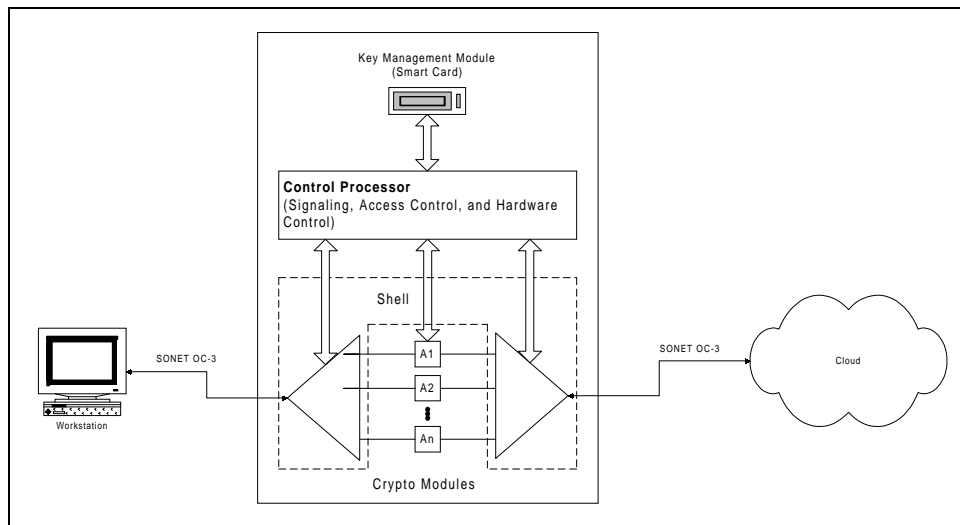 Key Management Module
(Smart Card)
Control Processor
(Signaling, Access Control, and Hardware
Control)
Shell
A1
A2
An
SONET OC-3
SONET OC-3
Workstation
Cloud
Crypto Modules